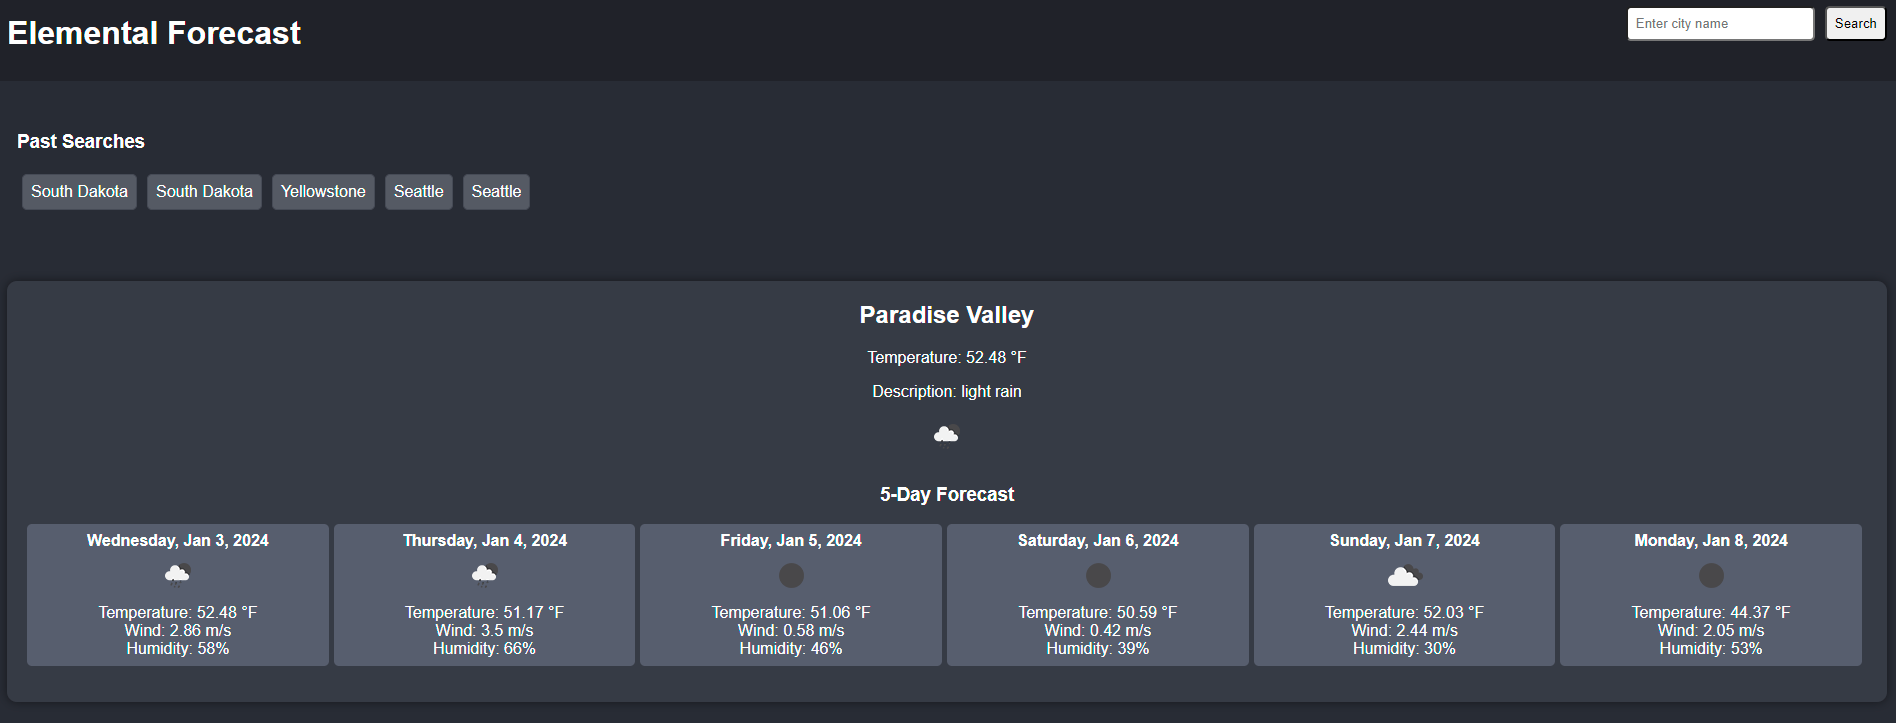 Elemental Forecast
Enter city name
Search
Past Searches
South Dakota
South Dakota
Yellowstone
Seattle
Seattle
Paradise Valley
Temperature: 52.48 °F
Description: light rain
5-Day Forecast
Wednesday, Jan 3, 2024
Temperature: 52.48 °F
Wind: 2.86 m/s
Humidity: 58%
Thursday, Jan 4, 2024
Temperature: 51.17 °F
Wind: 3.5 m/s
Humidity: 66%
Friday, Jan 5, 2024
Temperature: 51.06 °F
Wind: 0.58 m/s
Humidity: 46%
Saturday, Jan 6, 2024
Temperature: 50.59 °F
Wind: 0.42 m/s
Humidity: 39%
Sunday, Jan 7, 2024
Temperature: 52.03 °F
Wind: 2.44 m/s
Humidity: 30%
Monday, Jan 8, 2024
Temperature: 44.37 °F
Wind: 2.05 m/s
Humidity: 53%